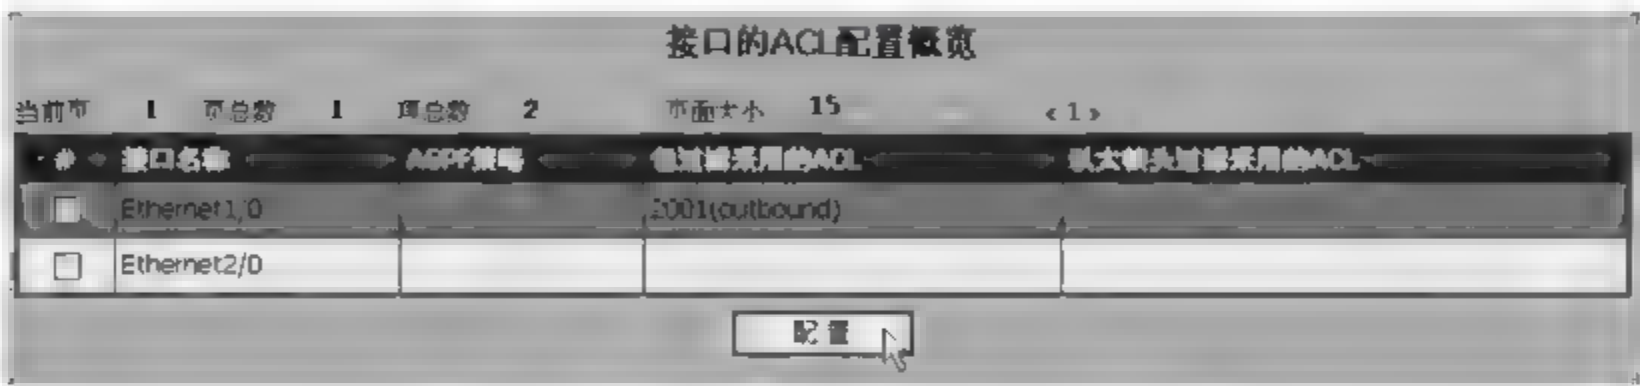 接口的ACL配置概览
当前页 1 页总数 1 项总数 2 页面大小 15 <1>
# 接口名称 ASPF策略 包过滤采用的ACL 以太帧头过滤采用的ACL
Ethernet1/0 2001(outbound)
Ethernet2/0
配置